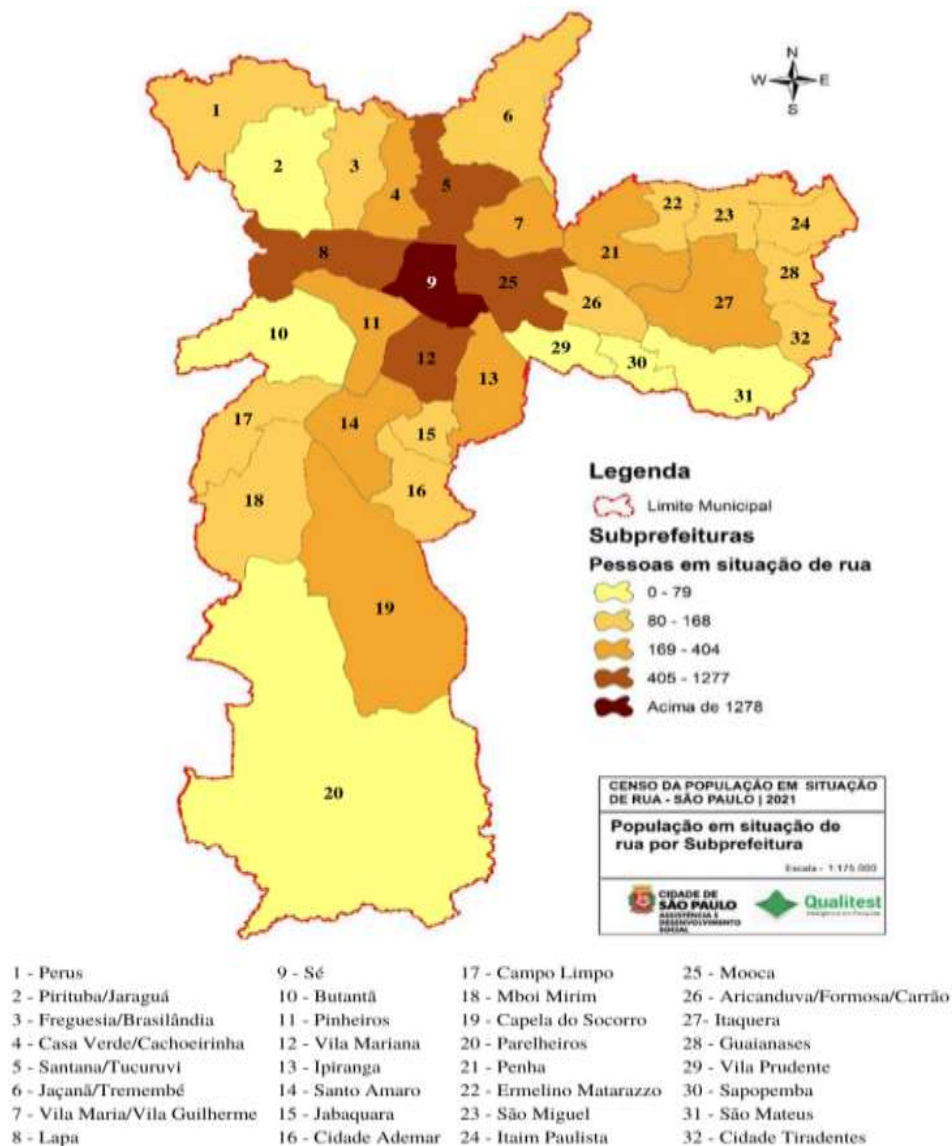 N
W E
S
1
2
3
4
5
6
7
8
9
10
11
12
13
14
15
16
17
18
19
20
21
22
23
24
25
26
27
28
29
30
31
32
Legenda
Limite Municipal
Subprefeituras
Pessoas em situação de rua
0 - 79
80 - 168
169 - 404
405 - 1277
Acima de 1278
CENSO DA POPULAÇÃO EM SITUAÇÃO
DE RUA - SÃO PAULO | 2021
População em situação de
rua por Subprefeitura
Escala - 1:175.000
CIDADE DE
SÃO PAULO
ASSISTÊNCIA E
DESENVOLVIMENTO
SOCIAL
Qualitest
1 - Perus
2 - Pirituba/Jaraguá
3 - Freguesia/Brasilândia
4 - Casa Verde/Cachoeirinha
5 - Santana/Tucuruvi
6 - Jaçanã/Tremembé
7 - Vila Maria/Vila Guilherme
8 - Lapa
9 - Sé
10 - Butantã
11 - Pinheiros
12 - Vila Mariana
13 - Ipiranga
14 - Santo Amaro
15 - Jabaquara
16 - Cidade Ademar
17 - Campo Limpo
18 - Mboi Mirim
19 - Capela do Socorro
20 - Parelheiros
21 - Penha
22 - Ermelino Matarazzo
23 - São Miguel
24 - Itaim Paulista
25 - Mooca
26 - Aricanduva/Formosa/Carrão
27- Itaquera
28 - Guaianases
29 - Vila Prudente
30 - Sapopemba
31 - São Mateus
32 - Cidade Tiradentes